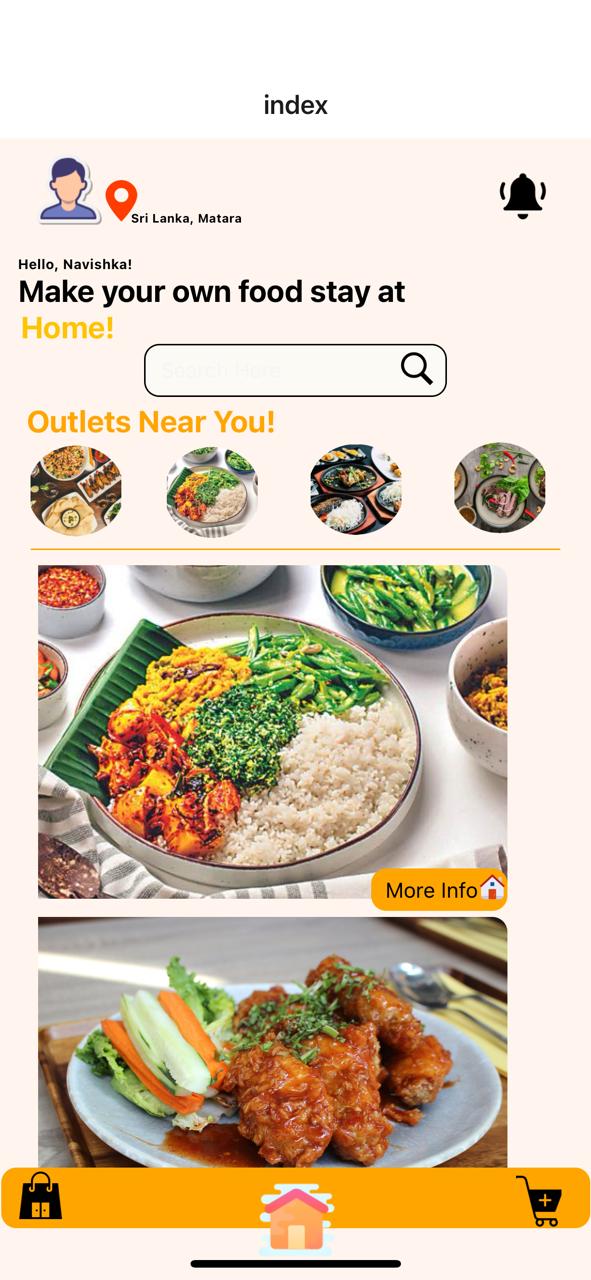 index
Sri Lanka, Matara
Hello, Navishka!
Make your own food stay at
Home!
Search Here
Outlets Near You!
More Info